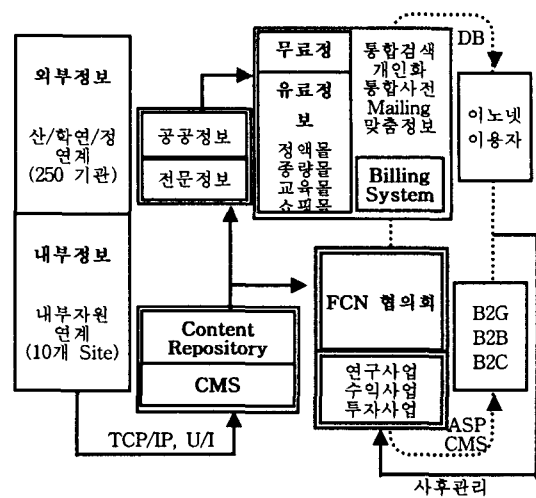 외부정보
산/학연/정
연계
(250 기관)
내부정보
내부자원
연계
(10개 Site)
TCP/IP, U/I
공공정보
전문정보
Content
Repository
CMS
무료정
유료정
보
정액몰
종량몰
교육몰
쇼핑몰
통합검색
개인화
통합사전
Mailing
맞춤정보
Billing
System
FCN 협의회
연구사업
수익사업
투자사업
DB
이노넷
이용자
B2G
B2B
B2C
ASP
CMS
사후관리